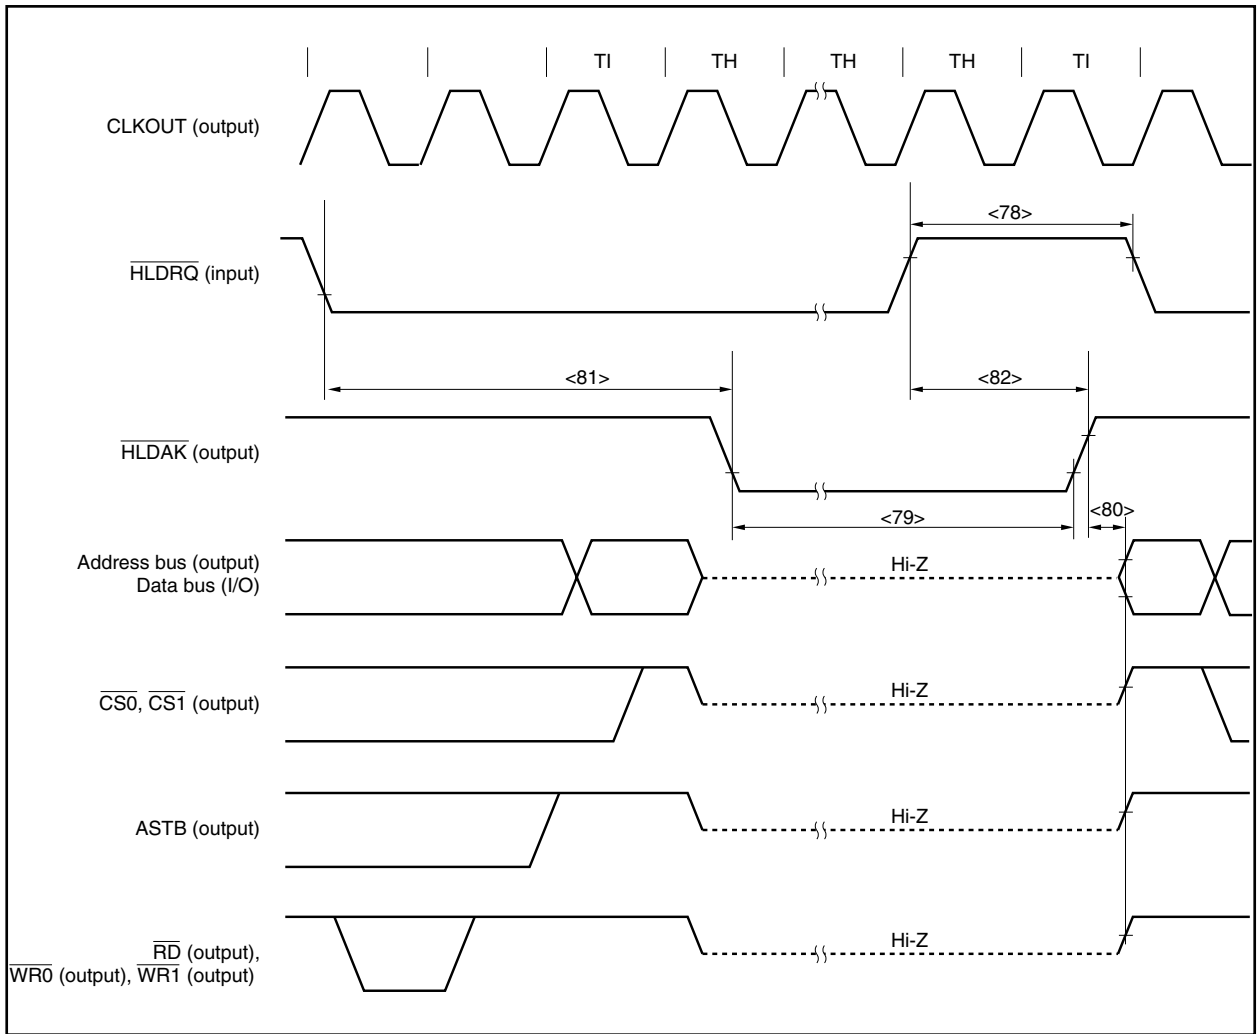 TI TH TH TH TI
CLKOUT (output)
<78>
HLDRQ (input)
<81> <82>
HLDAK (output)
<79> <80>
Address bus (output)
Data bus (I/O)
Hi-Z
CS0, CS1 (output)
Hi-Z
ASTB (output)
Hi-Z
RD (output),
WR0 (output), WR1 (output)
Hi-Z